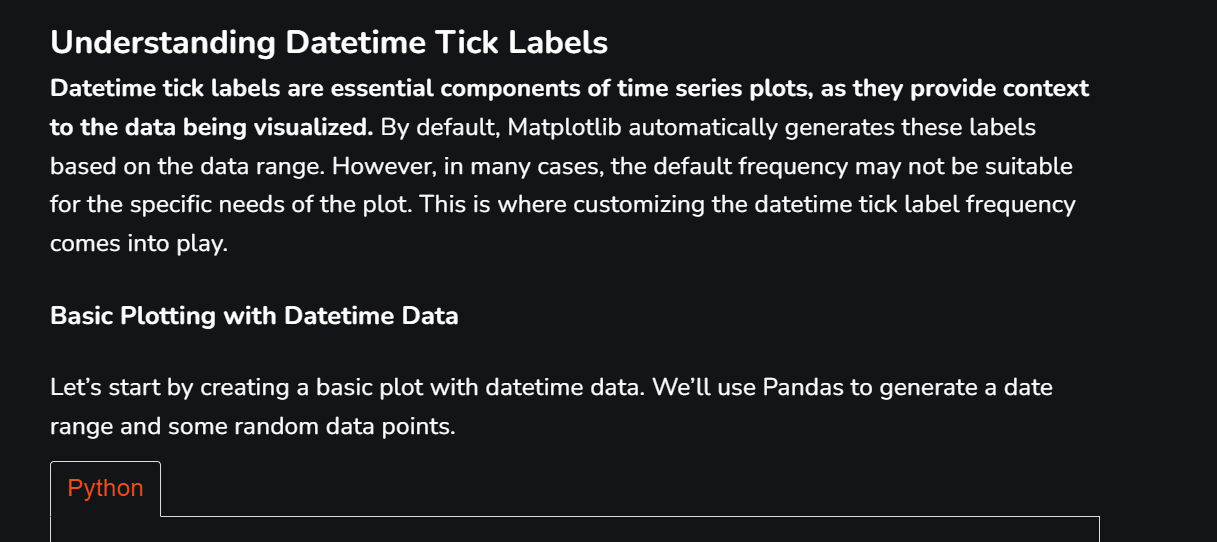 Understanding Datetime Tick Labels
Datetime tick labels are essential components of time series plots, as they provide context
to the data being visualized. By default, Matplotlib automatically generates these labels
based on the data range. However, in many cases, the default frequency may not be suitable
for the specific needs of the plot. This is where customizing the datetime tick label frequency
comes into play.
Basic Plotting with Datetime Data
Let’s start by creating a basic plot with datetime data. We’ll use Pandas to generate a date
range and some random data points.
Python